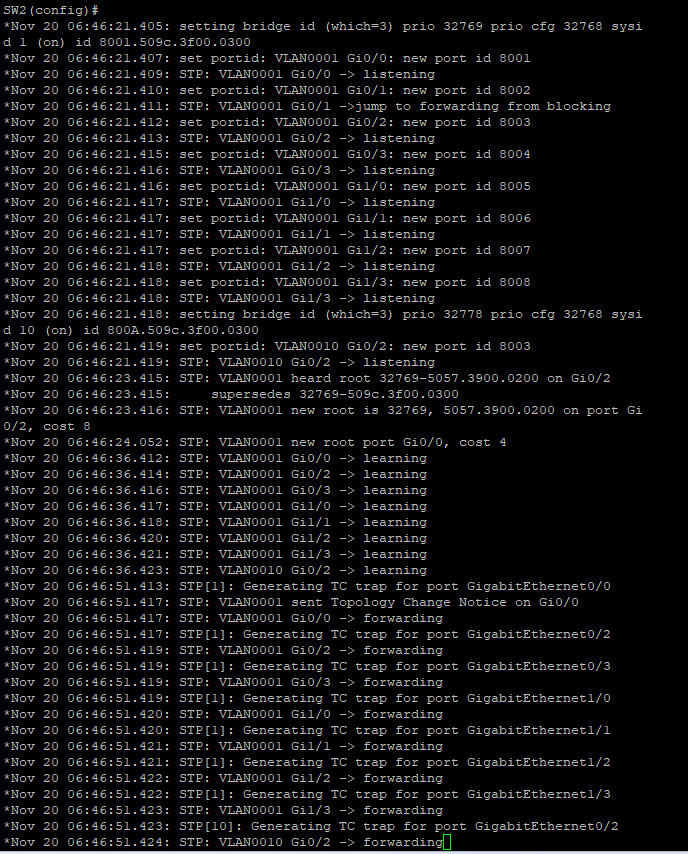 SW2(config)#
*Nov 20 06:46:21.405: setting bridge id (which=3) prio 32769 prio cfg 32768 sysi
d 1 (on) id 8001.509c.3f00.0300
*Nov 20 06:46:21.407: set portid: VLAN0001 Gi0/0: new port id 8001
*Nov 20 06:46:21.409: STP: VLAN0001 Gi0/0 -> listening
*Nov 20 06:46:21.410: set portid: VLAN0001 Gi0/1: new port id 8002
*Nov 20 06:46:21.411: STP: VLAN0001 Gi0/1 ->jump to forwarding from blocking
*Nov 20 06:46:21.412: set portid: VLAN0001 Gi0/2: new port id 8003
*Nov 20 06:46:21.413: STP: VLAN0001 Gi0/2 -> listening
*Nov 20 06:46:21.415: set portid: VLAN0001 Gi0/3: new port id 8004
*Nov 20 06:46:21.416: STP: VLAN0001 Gi0/3 -> listening
*Nov 20 06:46:21.416: set portid: VLAN0001 Gi1/0: new port id 8005
*Nov 20 06:46:21.417: STP: VLAN0001 Gi1/0 -> listening
*Nov 20 06:46:21.417: set portid: VLAN0001 Gi1/1: new port id 8006
*Nov 20 06:46:21.417: STP: VLAN0001 Gi1/1 -> listening
*Nov 20 06:46:21.417: set portid: VLAN0001 Gi1/2: new port id 8007
*Nov 20 06:46:21.418: STP: VLAN0001 Gi1/2 -> listening
*Nov 20 06:46:21.418: set portid: VLAN0001 Gi1/3: new port id 8008
*Nov 20 06:46:21.418: STP: VLAN0001 Gi1/3 -> listening
*Nov 20 06:46:21.418: setting bridge id (which=3) prio 32778 prio cfg 32768 sysi
d 10 (on) id 800A.509c.3f00.0300
*Nov 20 06:46:21.419: set portid: VLAN0010 Gi0/2: new port id 8003
*Nov 20 06:46:21.419: STP: VLAN0010 Gi0/2 -> listening
*Nov 20 06:46:23.415: STP: VLAN0001 heard root 32769-5057.3900.0200 on Gi0/2
*Nov 20 06:46:23.415:     supersedes 32769-509c.3f00.0300
*Nov 20 06:46:23.416: STP: VLAN0001 new root is 32769, 5057.3900.0200 on port Gi
0/2, cost 8
*Nov 20 06:46:24.052: STP: VLAN0001 new root port Gi0/0, cost 4
*Nov 20 06:46:36.412: STP: VLAN0001 Gi0/0 -> learning
*Nov 20 06:46:36.414: STP: VLAN0001 Gi0/2 -> learning
*Nov 20 06:46:36.416: STP: VLAN0001 Gi0/3 -> learning
*Nov 20 06:46:36.417: STP: VLAN0001 Gi1/0 -> learning
*Nov 20 06:46:36.418: STP: VLAN0001 Gi1/1 -> learning
*Nov 20 06:46:36.420: STP: VLAN0001 Gi1/2 -> learning
*Nov 20 06:46:36.421: STP: VLAN0001 Gi1/3 -> learning
*Nov 20 06:46:36.423: STP: VLAN0010 Gi0/2 -> learning
*Nov 20 06:46:51.413: STP[1]: Generating TC trap for port GigabitEthernet0/0
*Nov 20 06:46:51.417: STP: VLAN0001 sent Topology Change Notice on Gi0/0
*Nov 20 06:46:51.417: STP: VLAN0001 Gi0/0 -> forwarding
*Nov 20 06:46:51.417: STP[1]: Generating TC trap for port GigabitEthernet0/2
*Nov 20 06:46:51.419: STP: VLAN0001 Gi0/2 -> forwarding
*Nov 20 06:46:51.419: STP[1]: Generating TC trap for port GigabitEthernet0/3
*Nov 20 06:46:51.419: STP: VLAN0001 Gi0/3 -> forwarding
*Nov 20 06:46:51.419: STP[1]: Generating TC trap for port GigabitEthernet1/0
*Nov 20 06:46:51.420: STP: VLAN0001 Gi1/0 -> forwarding
*Nov 20 06:46:51.420: STP[1]: Generating TC trap for port GigabitEthernet1/1
*Nov 20 06:46:51.421: STP: VLAN0001 Gi1/1 -> forwarding
*Nov 20 06:46:51.421: STP[1]: Generating TC trap for port GigabitEthernet1/2
*Nov 20 06:46:51.422: STP: VLAN0001 Gi1/2 -> forwarding
*Nov 20 06:46:51.422: STP[1]: Generating TC trap for port GigabitEthernet1/3
*Nov 20 06:46:51.423: STP: VLAN0001 Gi1/3 -> forwarding
*Nov 20 06:46:51.423: STP[10]: Generating TC trap for port GigabitEthernet0/2
*Nov 20 06:46:51.424: STP: VLAN0010 Gi0/2 -> forwarding